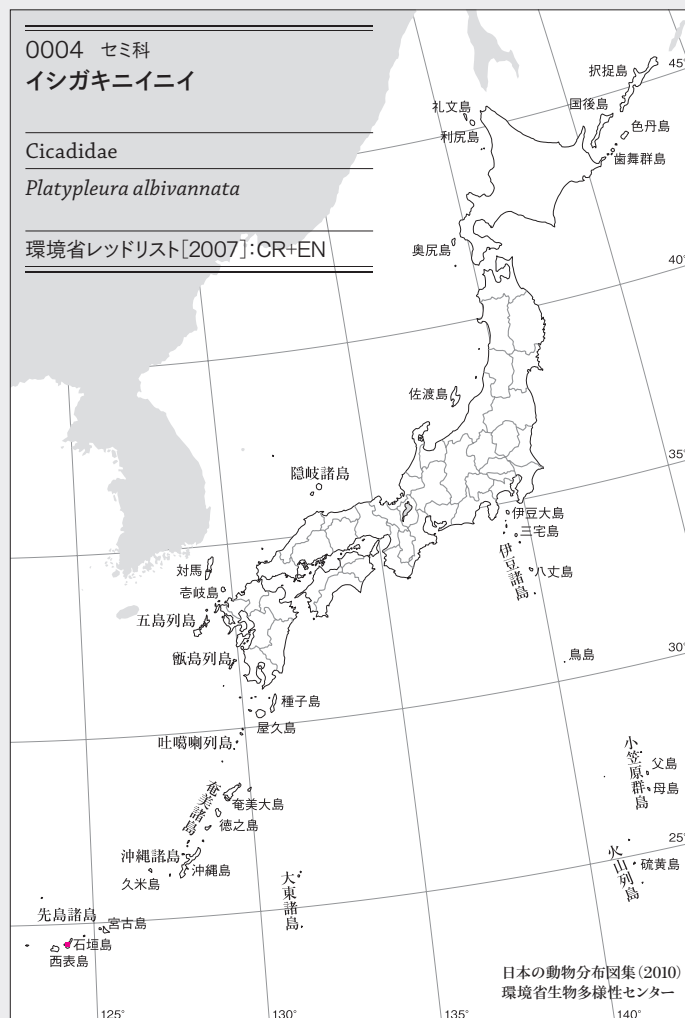 0004 セミ科
イシガキニイニイ
Cicadidae
Platypleura albivannata
環境省レッドリスト[2007]:CR+EN
択捉島
45°
礼文島
国後島
利尻島
色丹島
歯舞群島
奥尻島
40°
佐渡島
35°
隠岐諸島
伊豆大島
三宅島
伊豆諸島
八丈島
対馬
壱岐島
五島列島
甑島列島
鳥島
30°
種子島
屋久島
吐噶喇列島
小笠原群島
父島
母島
奄美諸島
奄美大島
徳之島
25°
沖縄諸島
沖縄島
久米島
大東諸島
火山列島
硫黄島
先島諸島
宮古島
石垣島
西表島
日本の動物分布図集(2010)
環境省生物多様性センター
125°
130°
135°
140°